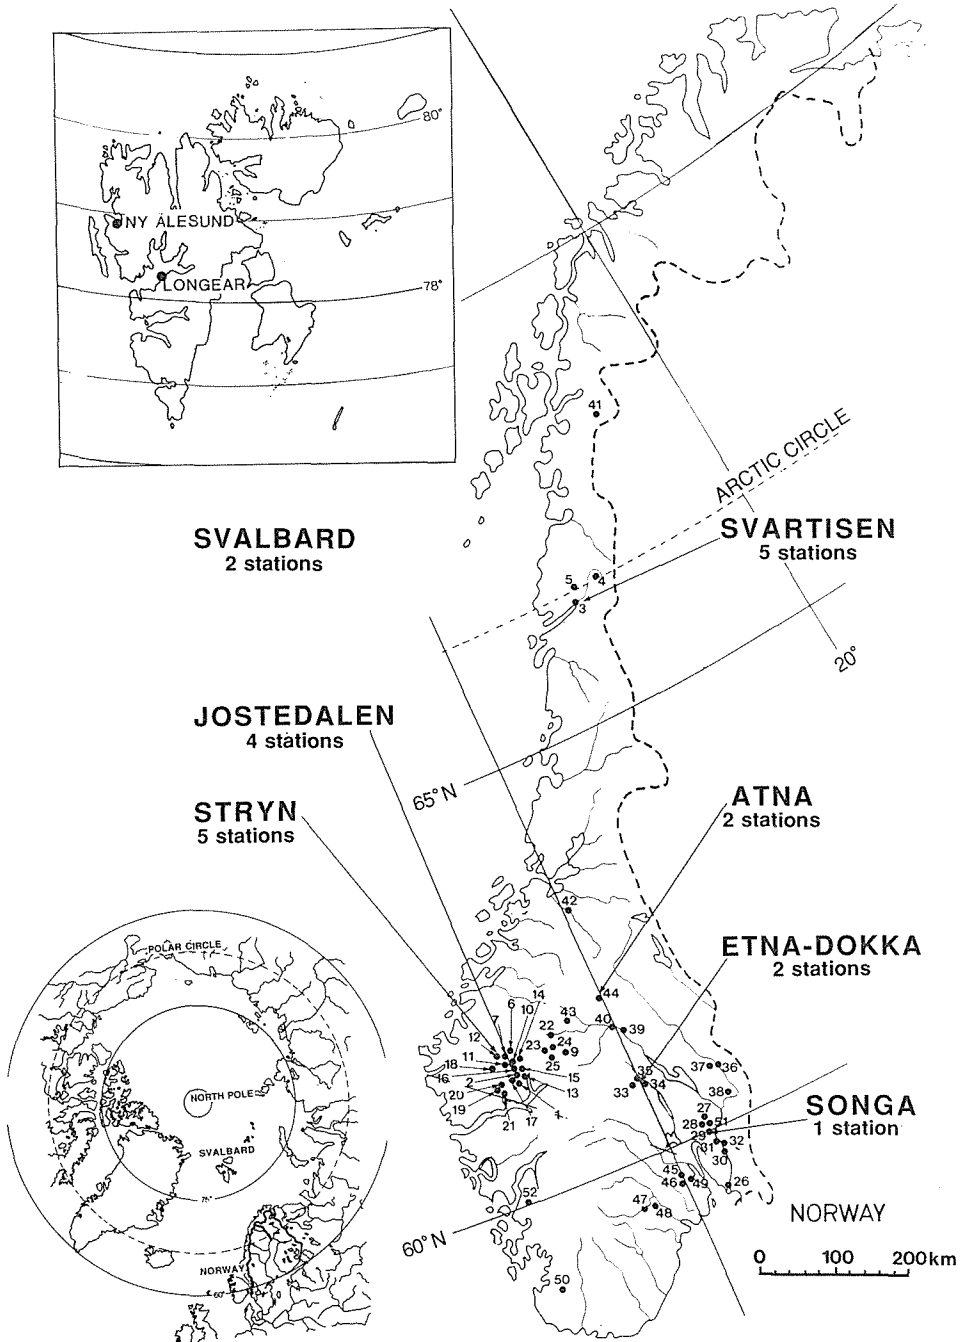 80°
NY ÅLESUND
LONGEAR
78°
41
ARCTIC CIRCLE
SVALBARD
2 stations
SVARTISEN
5 stations
5
4
3
20°
JOSTEDALEN
4 stations
65°N
STRYN
5 stations
ATNA
2 stations
42
ETNA-DOKKA
2 stations
POLAR CIRCLE
NORTH POLE
SVALBARD
75°
NORWAY
60°
14
6
10
7
12
11
18
16
2
20
19
21
17
1
13
15
43
22
23
24
9
25
44
40
39
35
34
33
37
36
38
27
28
51
29
31
32
30
26
SONGA
1 station
45
46
49
47
48
52
60°N
50
NORWAY
0 100 200km